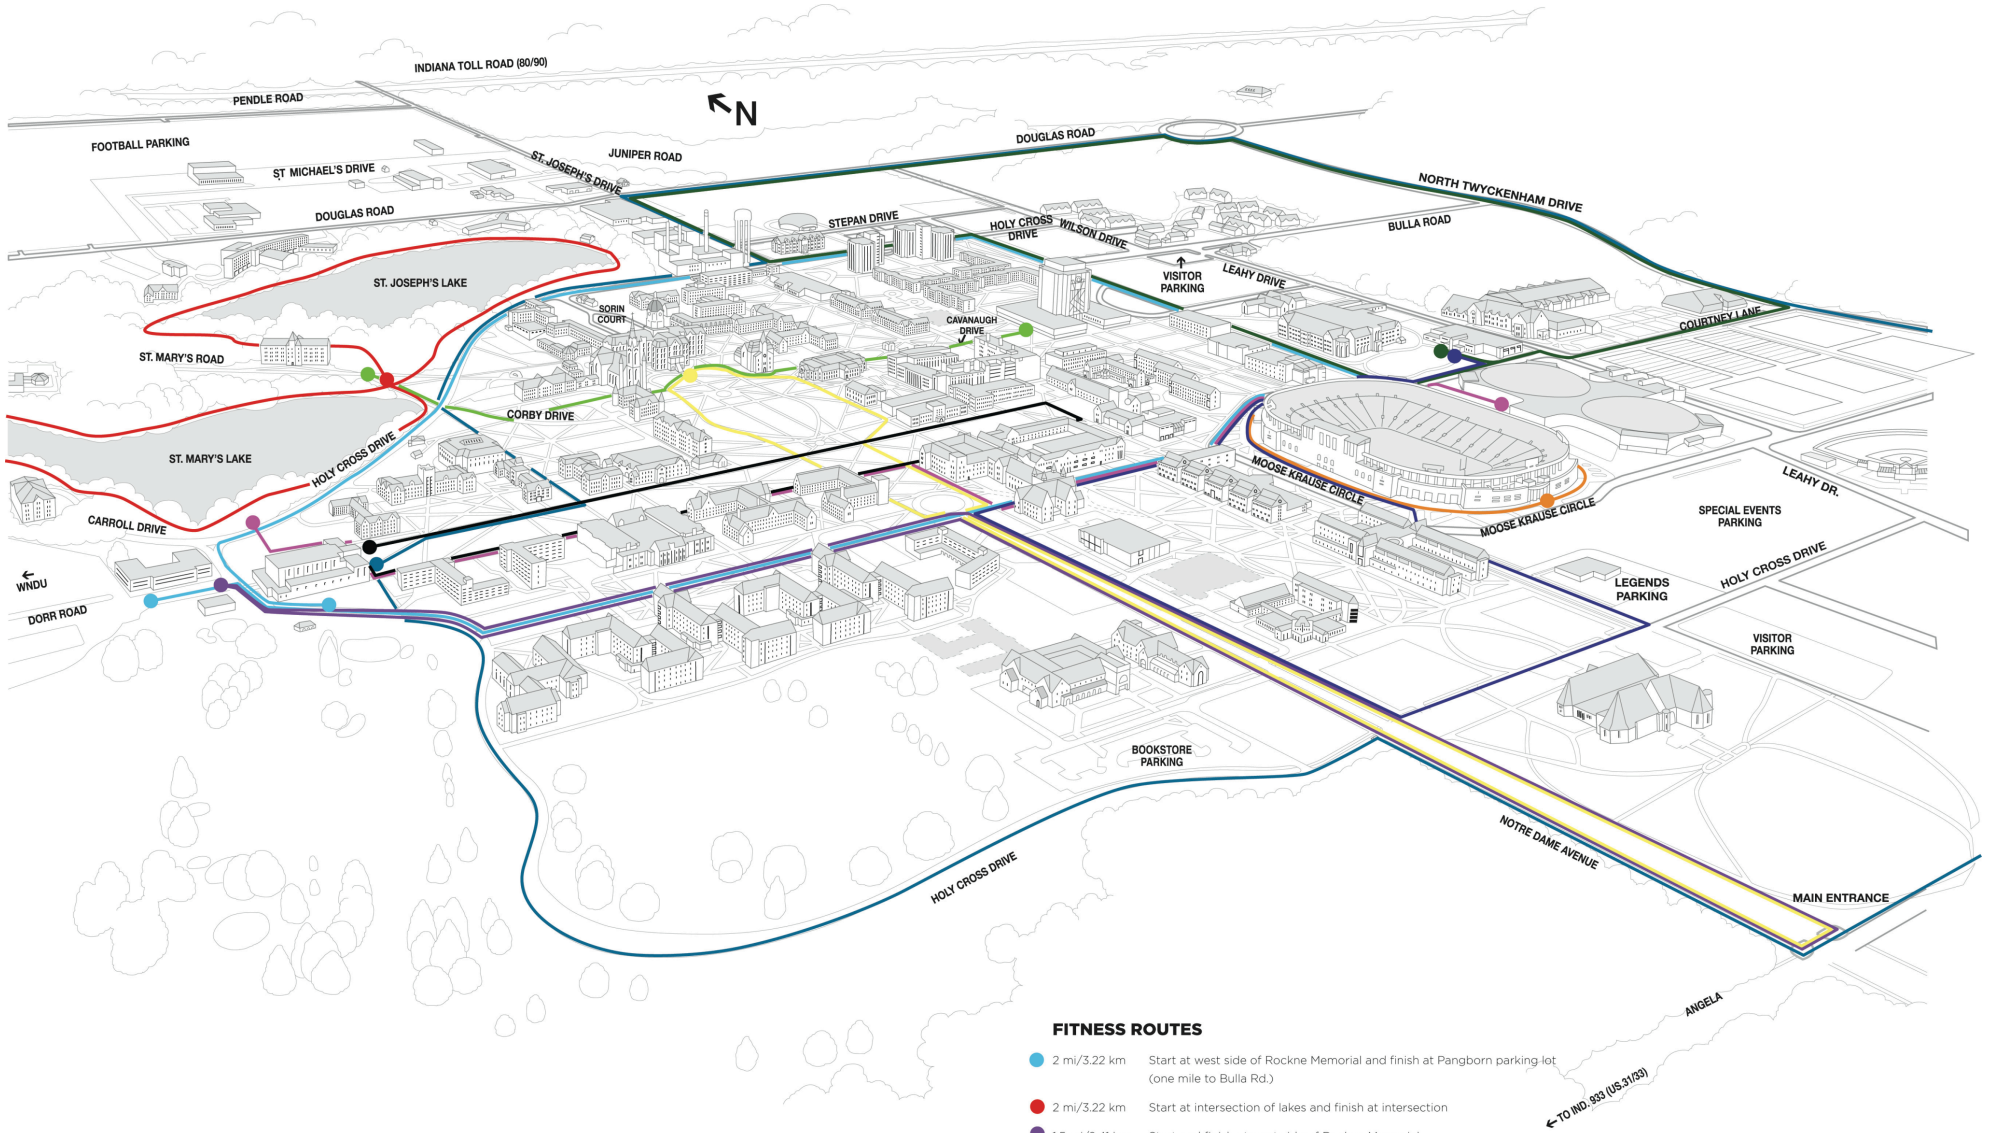 INDIANA TOLL ROAD (80/90)
PENDLE ROAD
N
FOOTBALL PARKING
DOUGLAS ROAD
JUNIPER ROAD
ST. JOSEPH'S DRIVE
ST MICHAEL'S DRIVE
NORTH TWYCKENHAM DRIVE
DOUGLAS ROAD
STEPAN DRIVE
HOLY CROSS
DRIVE
WILSON DRIVE
BULLA ROAD
VISITOR
PARKING
LEAHY DRIVE
ST. JOSEPH'S LAKE
SORIN
COURT
CAVANAUGH
DRIVE
COURTNEY LANE
ST. MARY'S ROAD
CORBY DRIVE
HOLY CROSS DRIVE
ST. MARY'S LAKE
MOOSE KRAUSE CIRCLE
LEAHY DR.
CARROLL DRIVE
MOOSE KRAUSE CIRCLE
SPECIAL EVENTS
PARKING
HOLY CROSS DRIVE
WNDU
LEGENDS
PARKING
DORR ROAD
VISITOR
PARKING
BOOKSTORE
PARKING
NOTRE DAME AVENUE
HOLY CROSS DRIVE
MAIN ENTRANCE
ANGELA
TO IND. 933 (US.31/33)
FITNESS ROUTES
2 mi/3.22 km Start at west side of Rockne Memorial and finish at Pangborn parking lot
(one mile to Bulla Rd.)
2 mi/3.22 km Start at intersection of lakes and finish at intersection